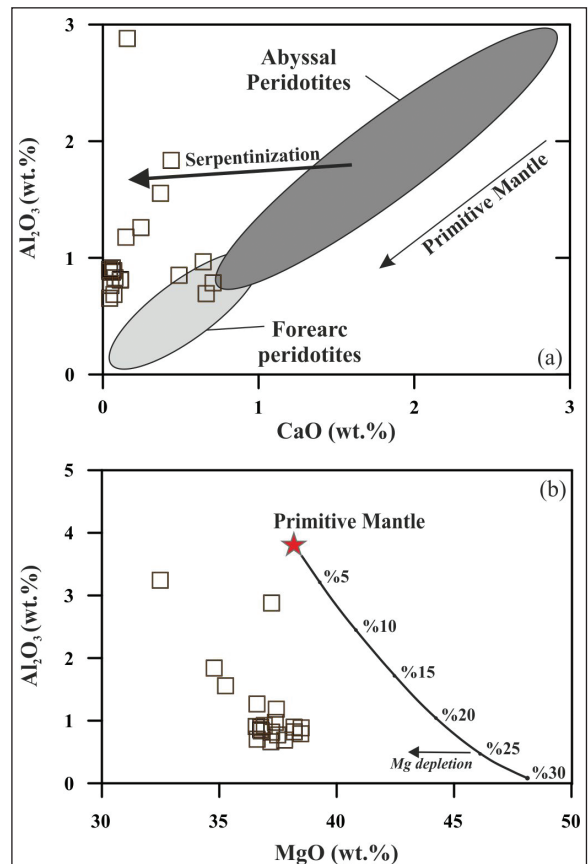 3
2
1
0
Al₂O₃ (wt.%)
Abyssal
Peridotites
Serpentinization
Primitive Mantle
Forearc
peridotites
(a)
0
1
2
3
CaO (wt.%)
5
4
3
2
1
0
Al₂O₃ (wt.%)
(b)
Primitive Mantle
%5
%10
%15
%20
%25
%30
Mg depletion
30
35
40
45
50
MgO (wt.%)